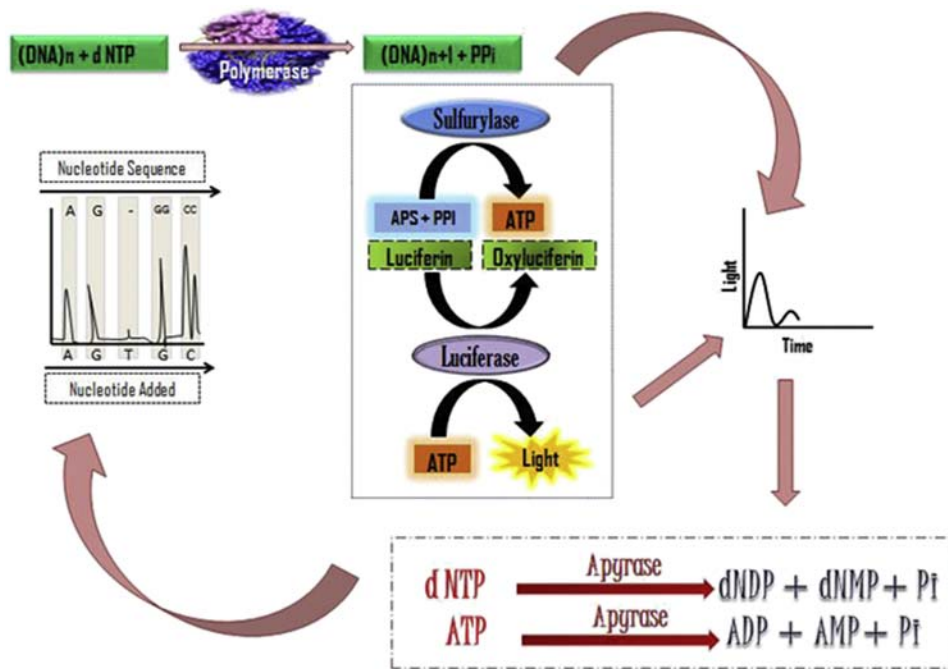 (DNA)n + d NTP
Polymerase
(DNA)n+1 + PPi
Sulfurylase
APS + PPI
ATP
Luciferin
Oxyluciferin
Luciferase
ATP
Light
Nucleotide Sequence
A G - GG CC
A G T G C
Nucleotide Added
Light
Time
d NTP Apyrase dNDP + dNMP + Pi
ATP Apyrase ADP + AMP + Pi